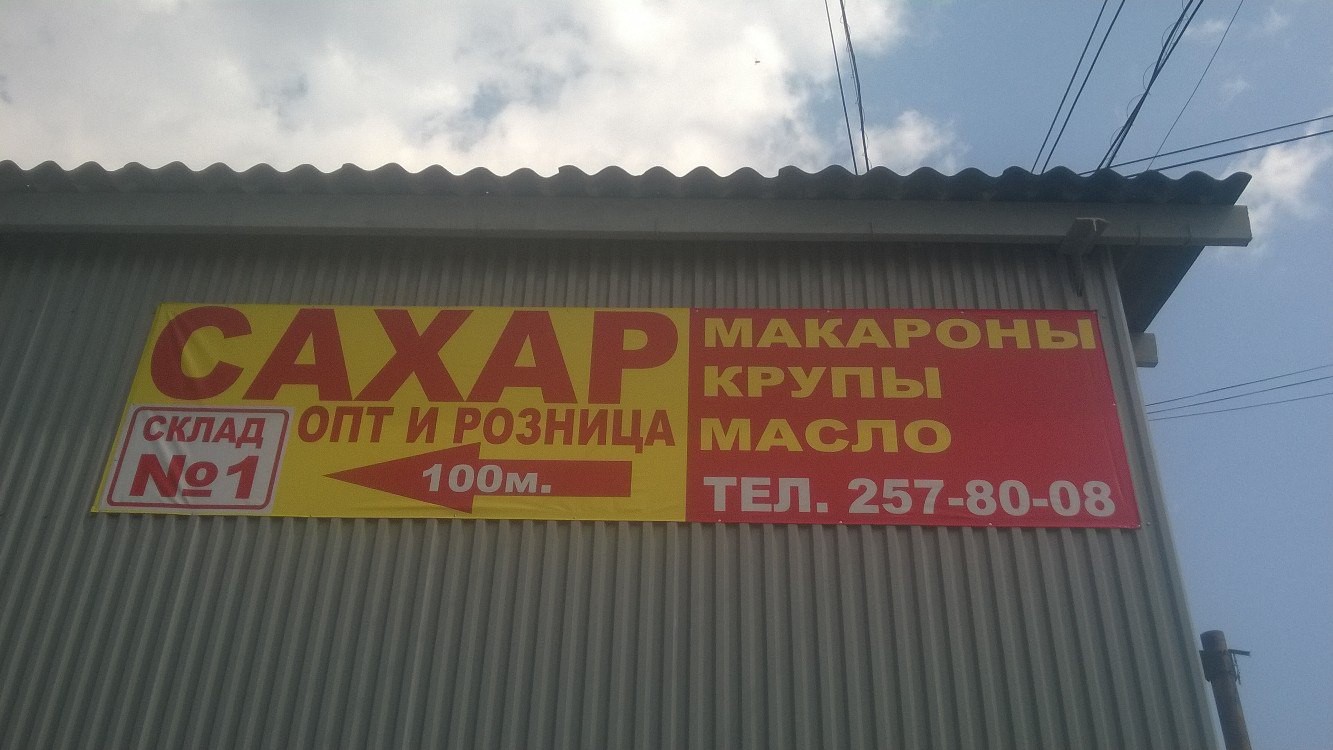 САХАР
ОПТ И РОЗНИЦА
СКЛАД
№1
100м.
МАКАРОНЫ
КРУПЫ
МАСЛО
ТЕЛ. 257-80-08